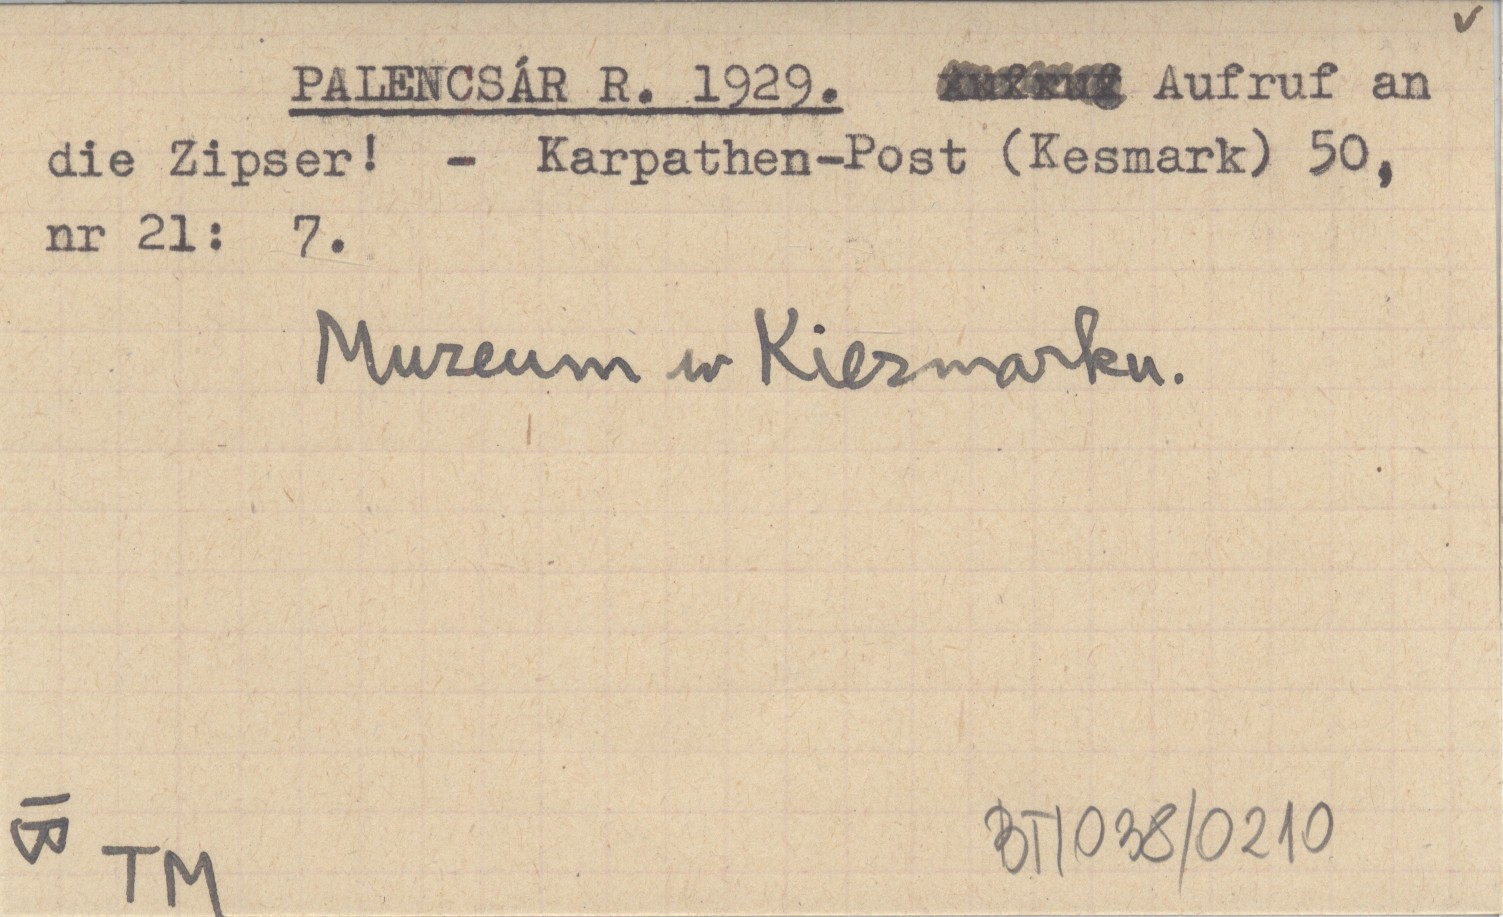 PALENCSÁR R. 1929. Aufruf an
die Zipser! - Karpathen-Post (Kesmark) 50,
nr 21: 7.
Muzeum w Kiezmarku.
IB
TM
BT/038/0210